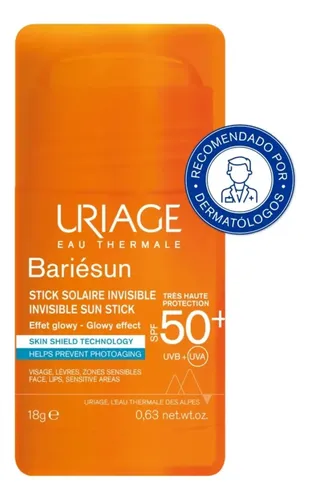 RECOMENDADO POR
DERMATÓLOGOS
URIAGE
EAU THERMALE
Bariésun
STICK SOLAIRE INVISIBLE
INVISIBLE SUN STICK
Effet glowy - Glowy effect
SKIN SHIELD TECHNOLOGY
HELPS PREVENT PHOTOAGING
VISAGE, LÈVRES, ZONES SENSIBLES
FACE, LIPS, SENSITIVE AREAS
TRÈS HAUTE
PROTECTION
SPF 50+
UVB + UVA
URIAGE, L'EAU THERMALE DES ALPES
18g e
0,63 net.wt.oz.